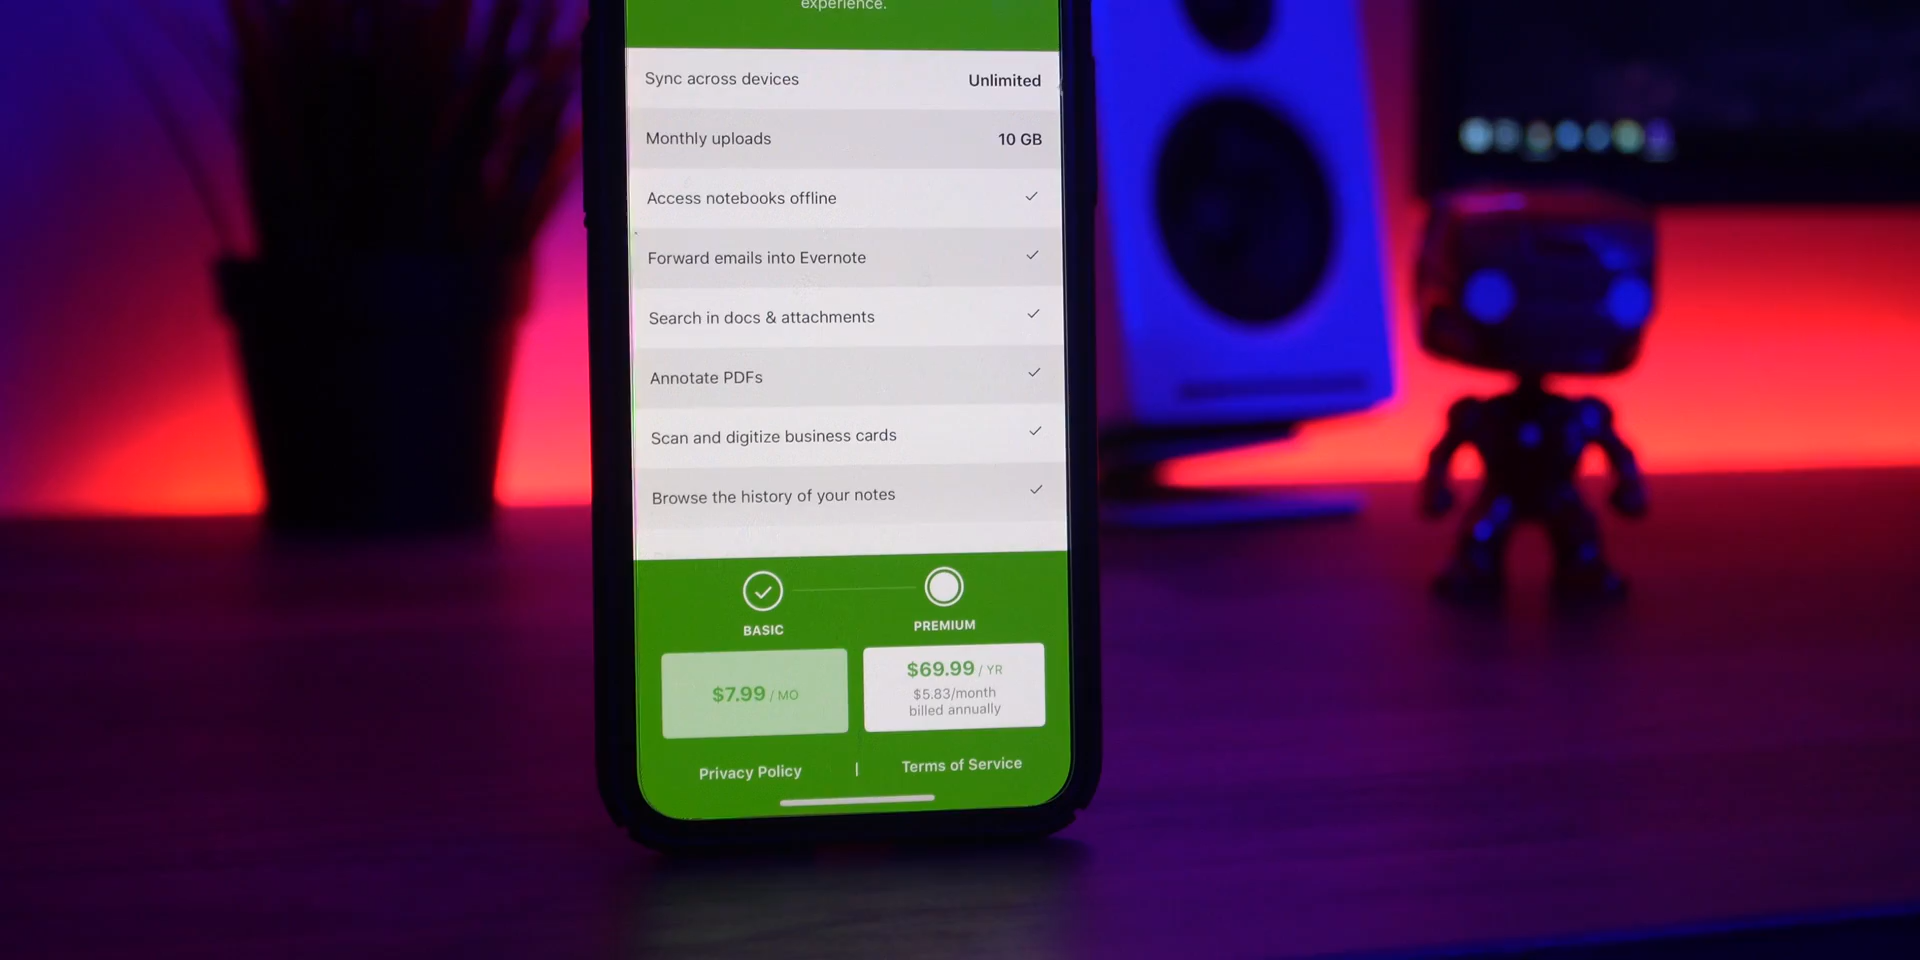 experience.
Sync across devices Unlimited
Monthly uploads 10 GB
Access notebooks offline
Forward emails into Evernote
Search in docs & attachments
Annotate PDFs
Scan and digitize business cards
Browse the history of your notes
BASIC PREMIUM
$7.99 / MO
$69.99 / YR
$5.83/month
billed annually
Privacy Policy | Terms of Service